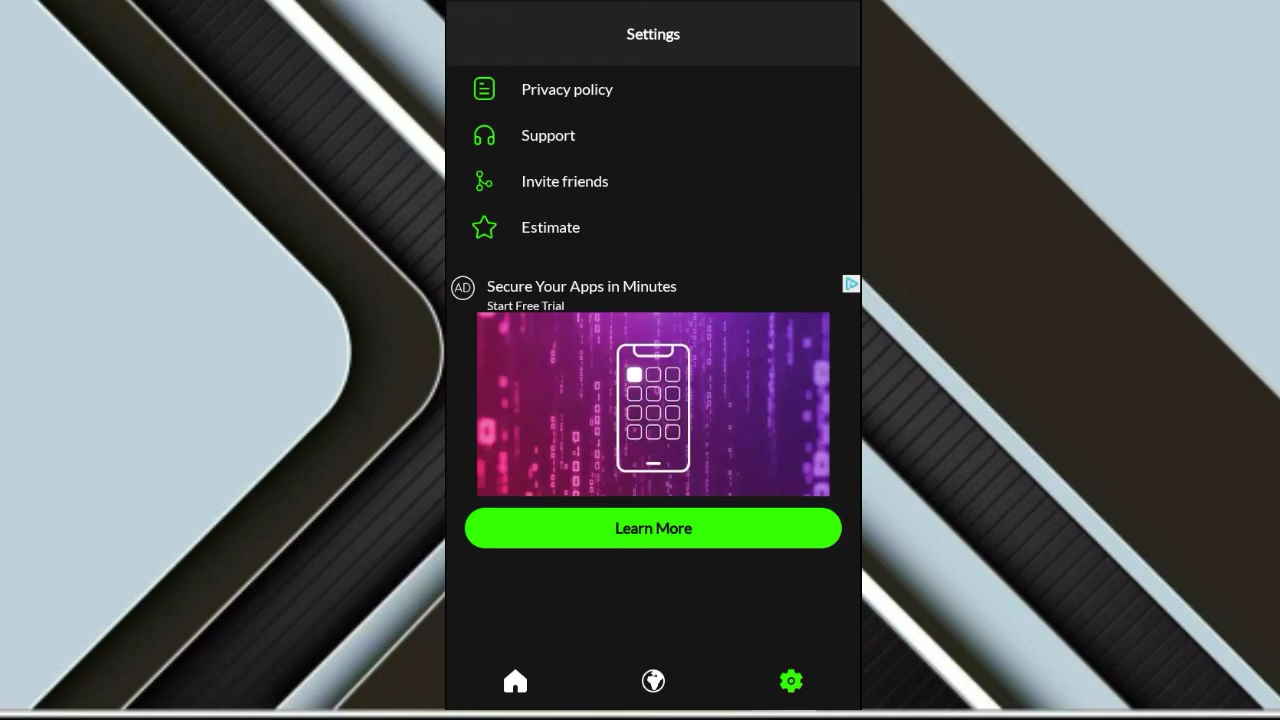 Settings
Privacy policy
Support
Invite friends
Estimate
AD
Secure Your Apps in Minutes
Start Free Trial
Learn More